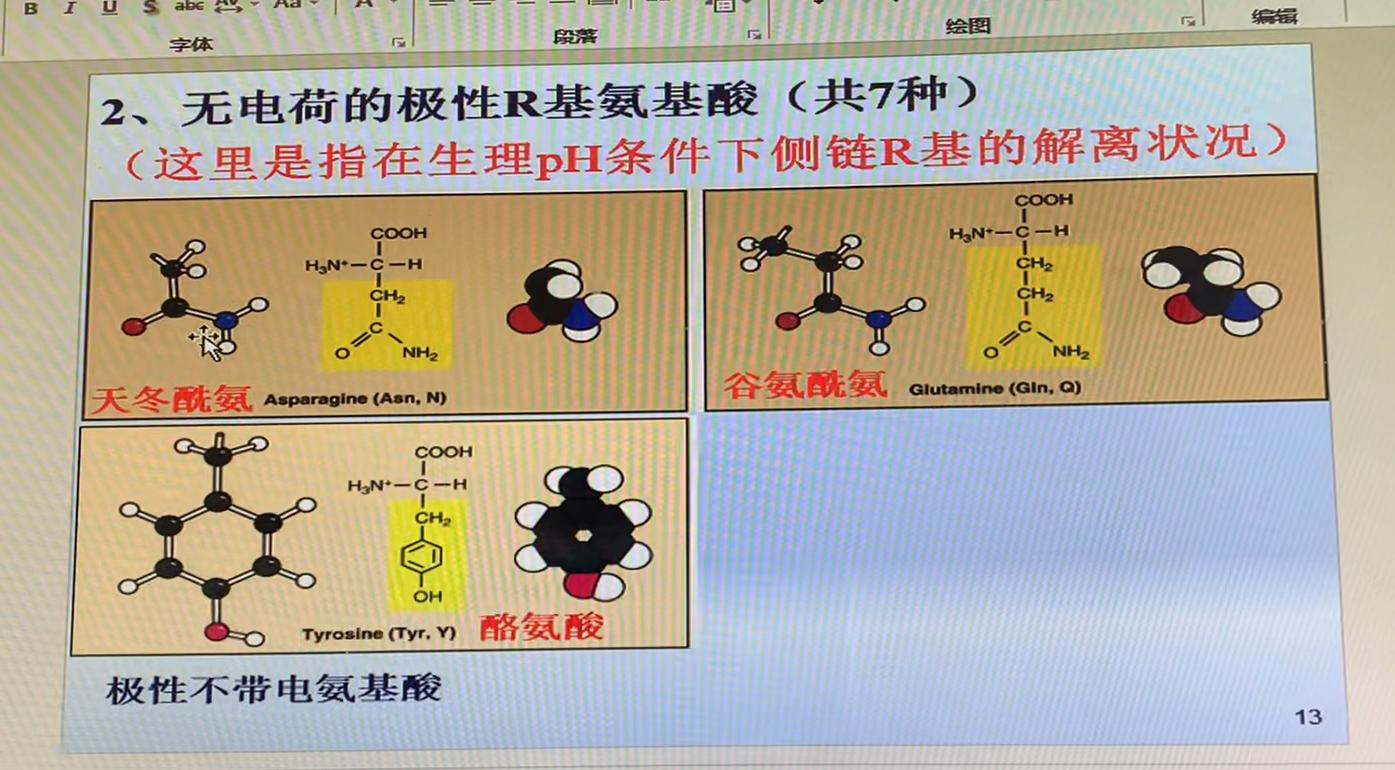 B I U S abc AV Aa A
字体
段落
绘图
编辑
2、无电荷的极性R基氨基酸（共7种）
（这里是指在生理pH条件下侧链R基的解离状况）
COOH
H₃N⁺—C—H
CH₂
C
O NH₂
天冬酰氨 Asparagine (Asn, N)
COOH
H₃N⁺—C—H
CH₂
CH₂
C
O NH₂
谷氨酰氨 Glutamine (Gln, Q)
COOH
H₃N⁺—C—H
CH₂
OH
Tyrosine (Tyr, Y) 酪氨酸
极性不带电氨基酸
13